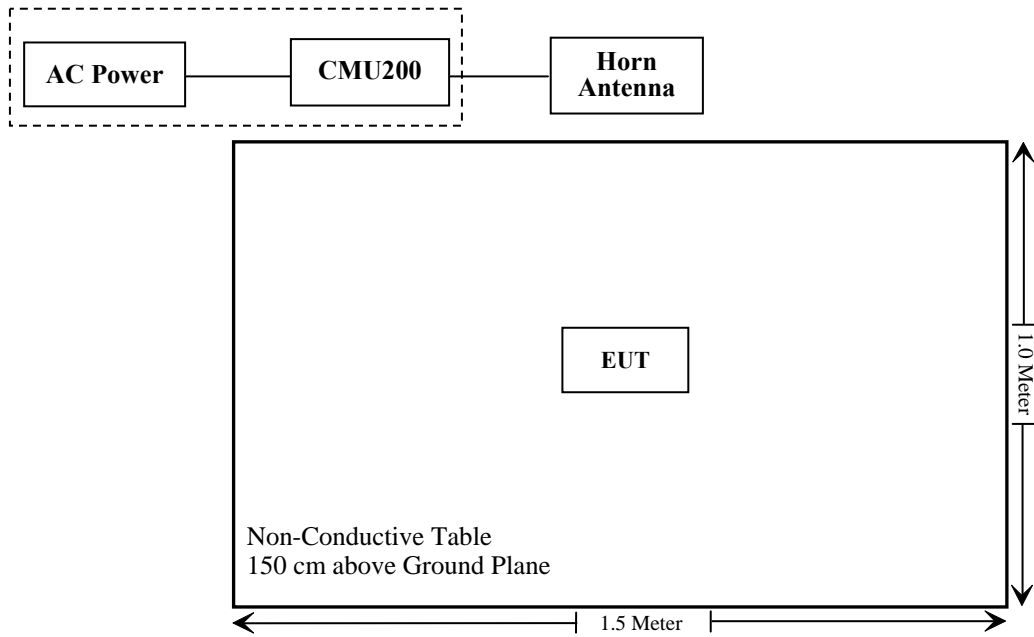 AC Power
CMU200
Horn
Antenna
EUT
1.0 Meter
Non-Conductive Table
150 cm above Ground Plane
1.5 Meter